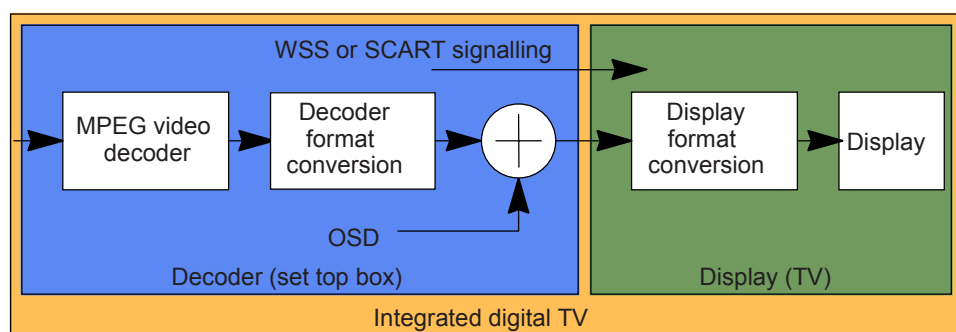 WSS or SCART signalling
MPEG video
decoder
Decoder
format
conversion
Display
format
conversion
Display
OSD
Decoder (set top box)
Display (TV)
Integrated digital TV